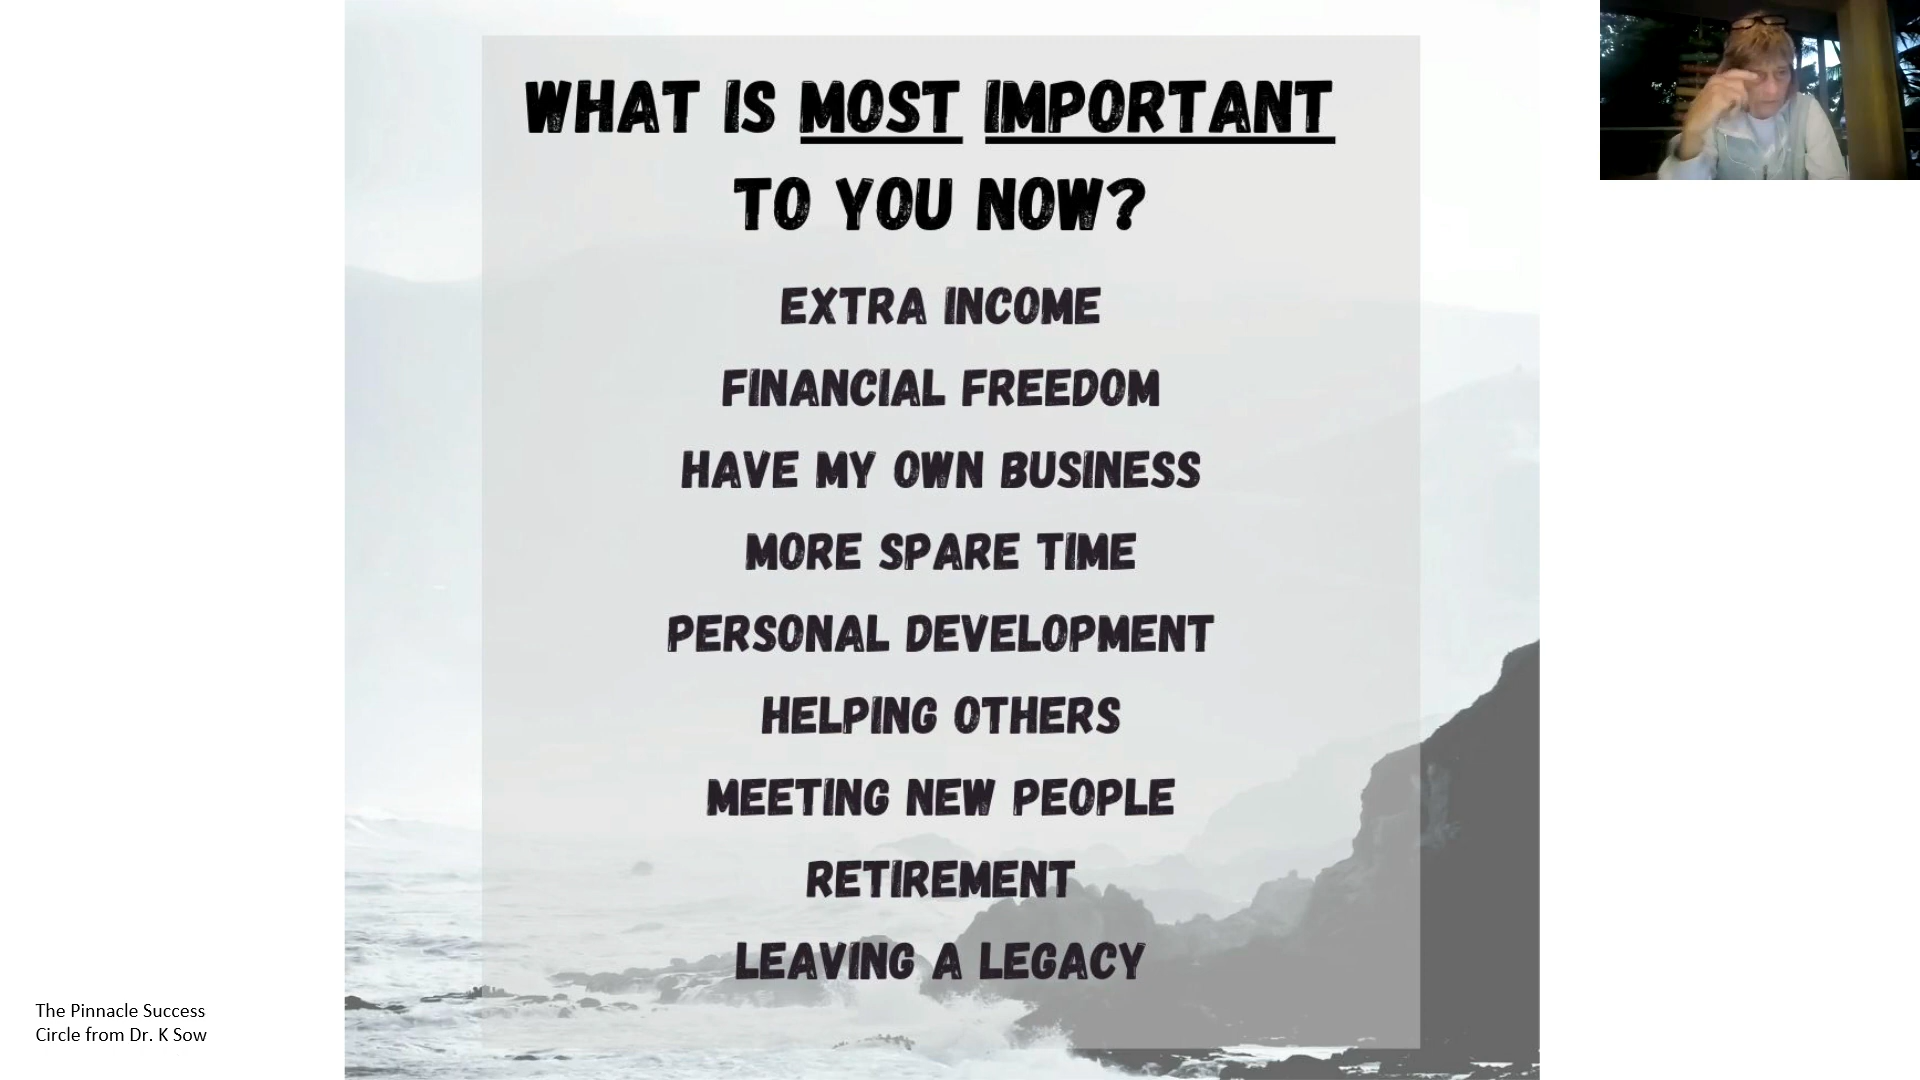 WHAT IS MOST IMPORTANT
TO YOU NOW?
EXTRA INCOME
FINANCIAL FREEDOM
HAVE MY OWN BUSINESS
MORE SPARE TIME
PERSONAL DEVELOPMENT
HELPING OTHERS
MEETING NEW PEOPLE
RETIREMENT
LEAVING A LEGACY
The Pinnacle Success
Circle from Dr. K Sow